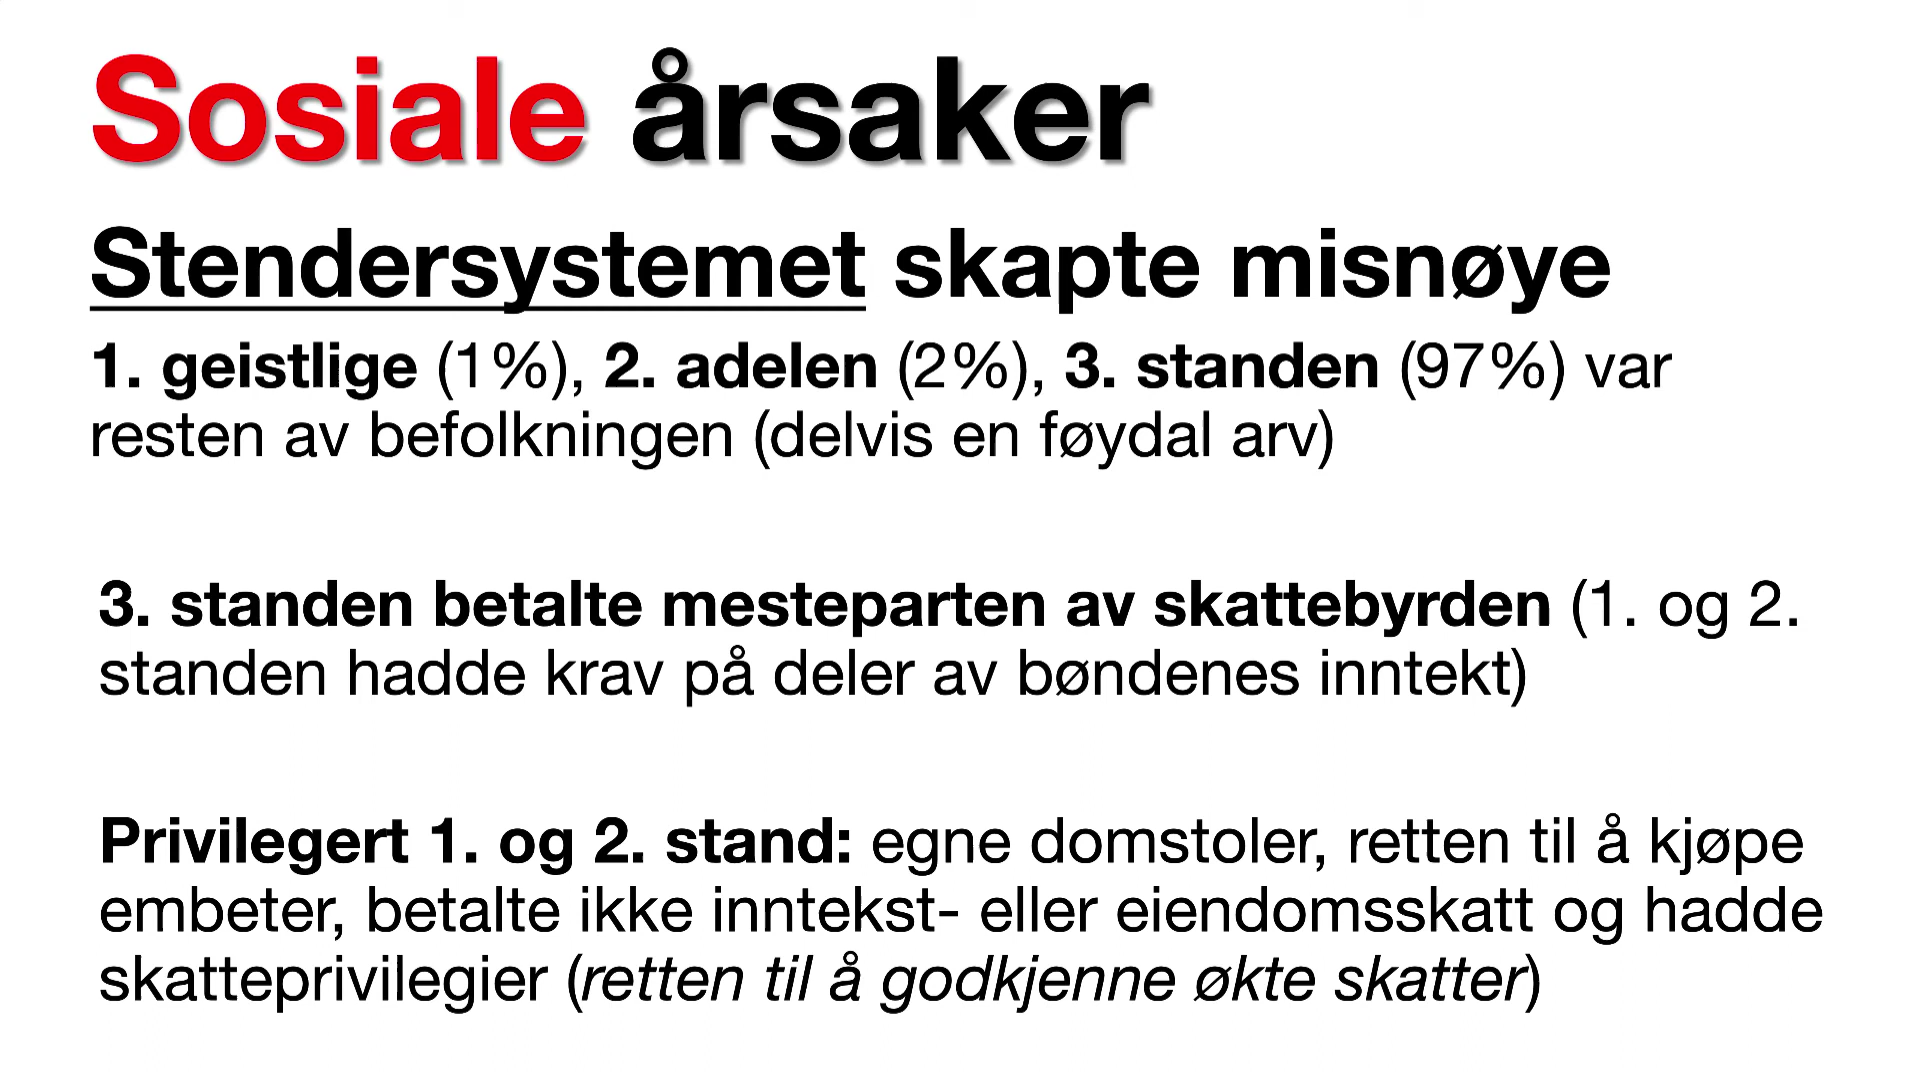 Sosiale årsaker
Stendersystemet skapte misnøye
1. geistlige (1%), 2. adelen (2%), 3. standen (97%) var
resten av befolkningen (delvis en føydal arv)
3. standen betalte mesteparten av skattebyrden (1. og 2.
standen hadde krav på deler av bøndenes inntekt)
Privilegert 1. og 2. stand: egne domstoler, retten til å kjøpe
embeter, betalte ikke inntekst- eller eiendomsskatt og hadde
skatteprivilegier (retten til å godkjenne økte skatter)